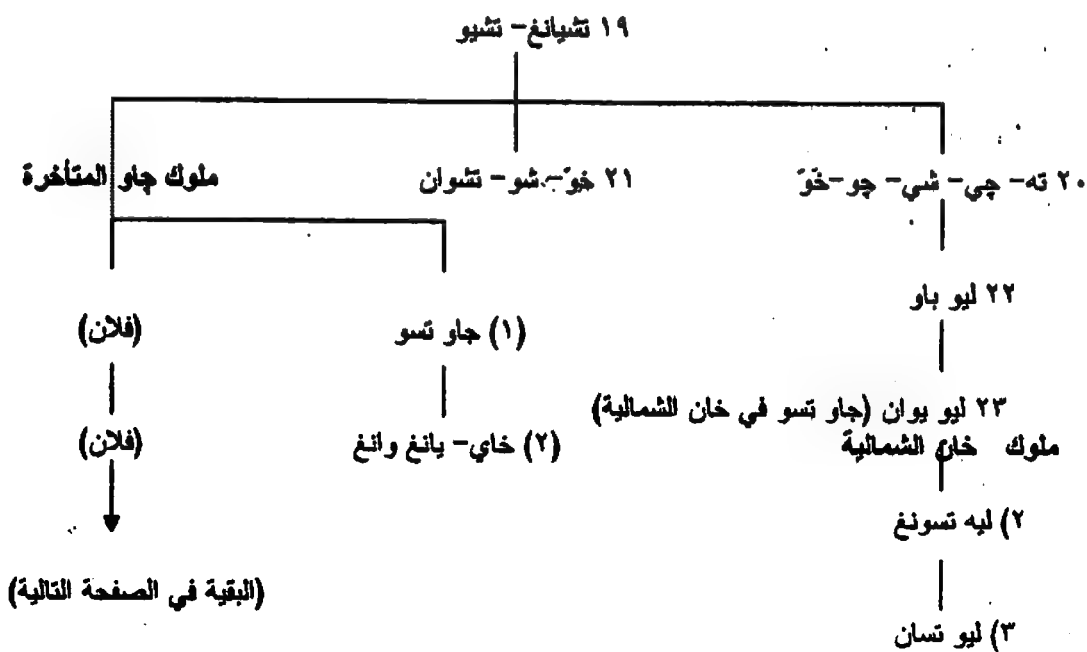 ١٩ تشيانغ- تشيو
٢٠ ته- چي- شي- چو-خوّ
٢١ خوّ- شو- تشوان
ملوك جاو المتأخرة
٢٢ ليو باو
(١) جاو تسو
(فلان)
٢٣ ليو يوان (جاو تسو في خان الشمالية)
ملوك خان الشمالية
(٢) خاي- يانغ وانغ
(فلان)
٢) ليه تسونغ
(البقية في الصفحة التالية)
٣) ليو تسان